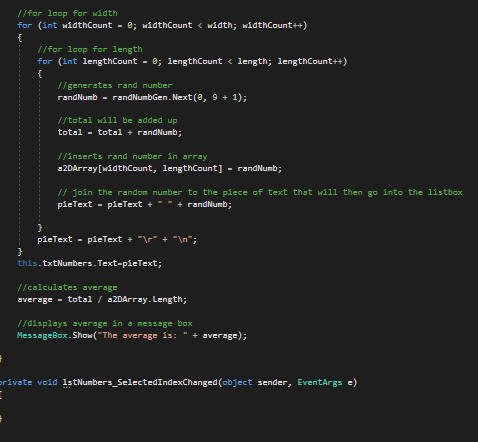 //for loop for width
for (int widthCount = 0; widthCount < width; widthCount++)
{
//for loop for length
for (int lengthCount = 0; lengthCount < length; lengthCount++)
{
//generates rand number
randNumb = randNumbGen.Next(0, 9 + 1);
//total will be added up
total = total + randNumb;
//inserts rand number in array
a2DArray[widthCount, lengthCount] = randNumb;
// join the random number to the piece of text that will then go into the listbox
pieText = pieText + " " + randNumb;
}
pieText = pieText + "\r" + "\n";
}
this.txtNumbers.Text=pieText;
//calculates average
average = total / a2DArray.Length;
//displays average in a message box
MessageBox.Show("The average is: " + average);
}
private void lstNumbers_SelectedIndexChanged(object sender, EventArgs e)
{
}